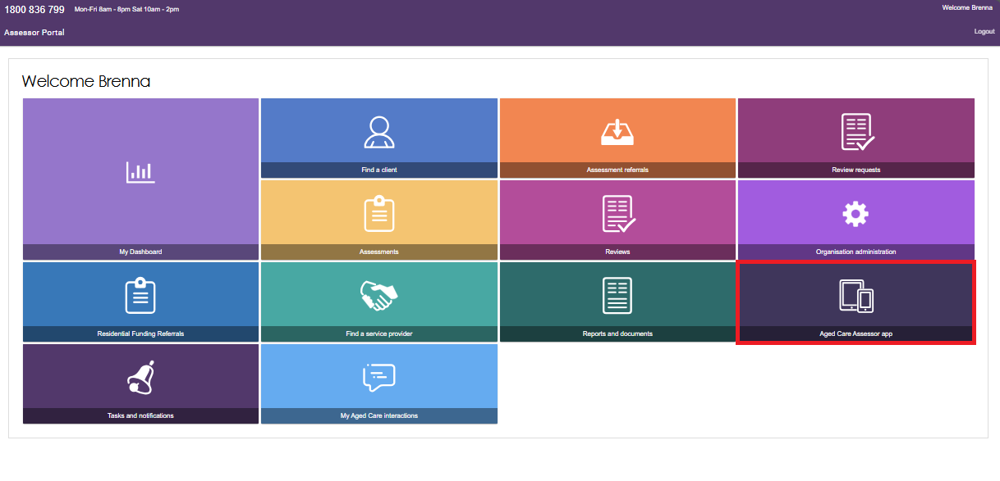 1800 836 799 Mon-Fri 8am - 8pm Sat 10am - 2pm Welcome Brenna
Assessor Portal Logout
Welcome Brenna
Find a client Assessment referrals Review requests
My Dashboard Assessments Reviews Organisation administration
Residential Funding Referrals Find a service provider Reports and documents Aged Care Assessor app
Tasks and notifications My Aged Care interactions